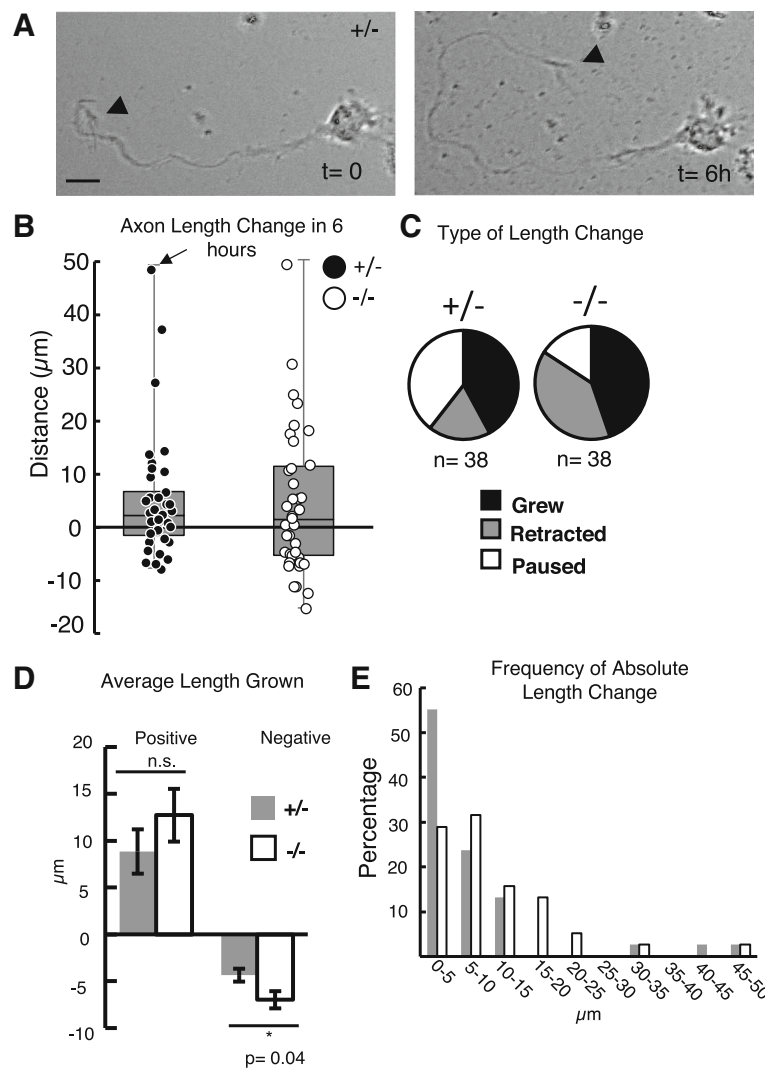 A
+/-
t= 0
t= 6h
B
Axon Length Change in 6
hours
+/-
-/-
Distance (µm)
50
40
30
20
10
0
-10
-20
C
Type of Length Change
+/-
-/-
n= 38
n= 38
Grew
Retracted
Paused
D
Average Length Grown
Positive
Negative
n.s.
+/-
-/-
µm
20
15
10
5
0
-5
-10
*
p= 0.04
E
Frequency of Absolute
Length Change
Percentage
60
50
40
30
20
10
0-5
5-10
10-15
15-20
20-25
25-30
30-35
35-40
40-45
45-50
µm